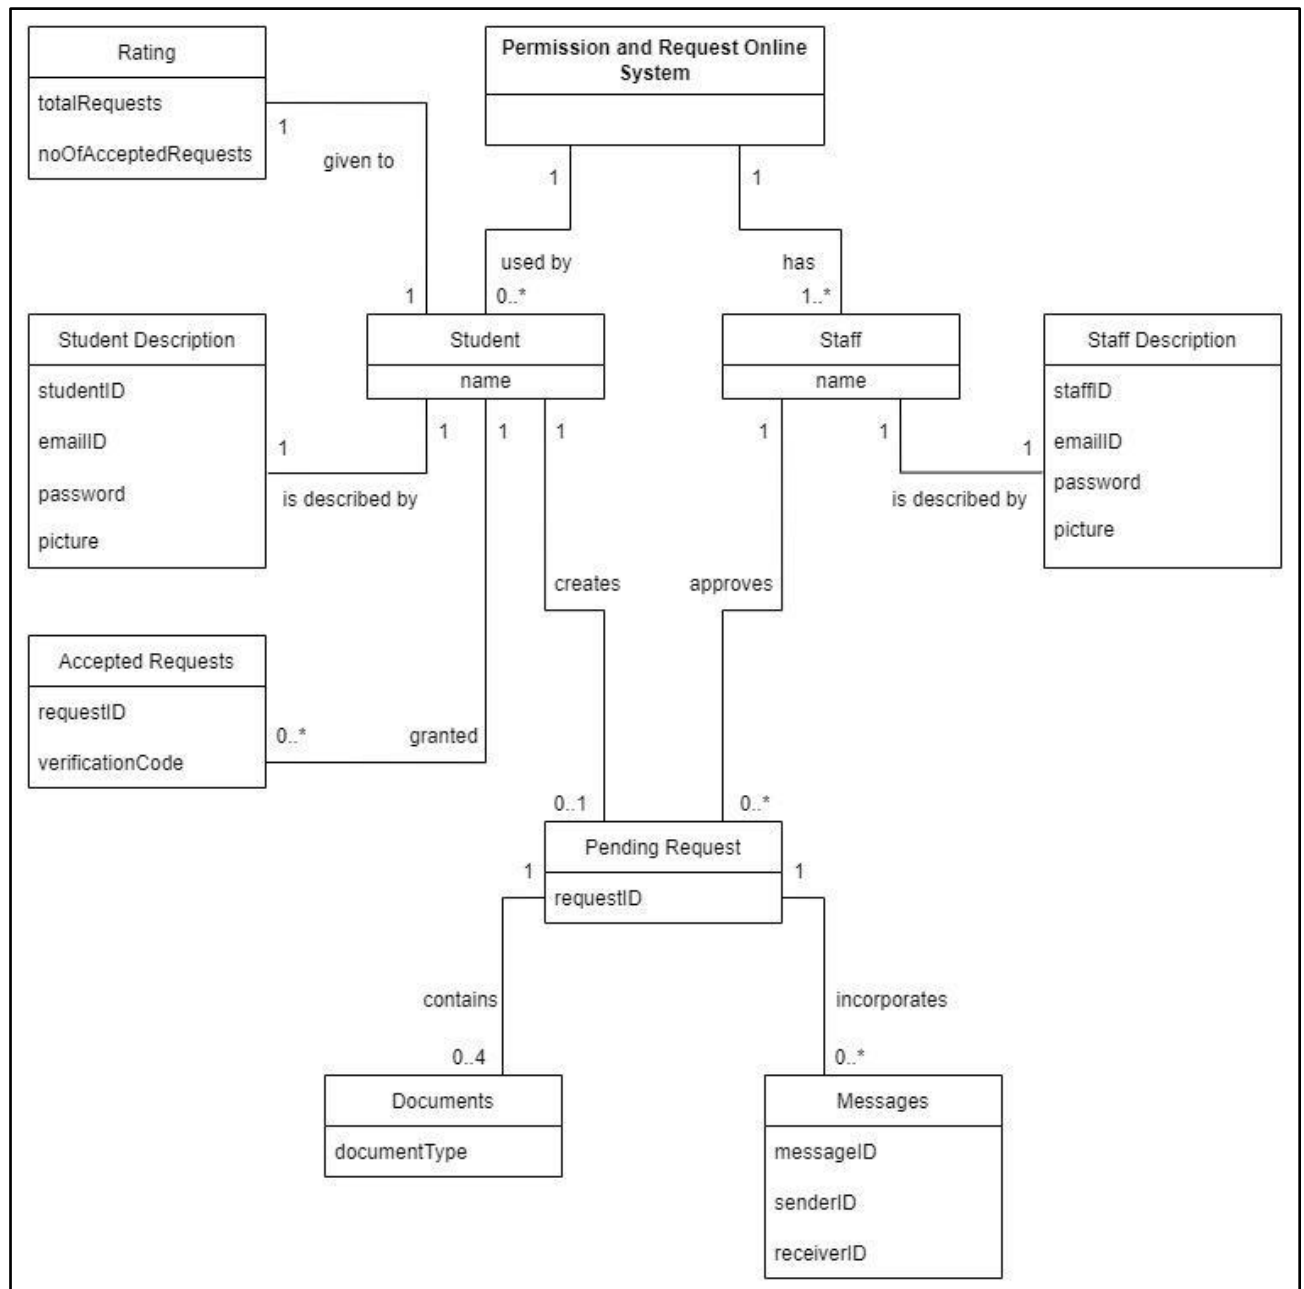 Rating
totalRequests
noOfAcceptedRequests
Permission and Request Online
System
1
given to
1
1
1
used by
has
0..*
1..*
Student Description
studentID
emailID
password
picture
Student
name
Staff
name
Staff Description
staffID
emailID
password
picture
1
1
1
1
1
1
1
is described by
is described by
creates
approves
Accepted Requests
requestID
verificationCode
0..*
granted
0..1
0..*
Pending Request
requestID
1
1
contains
incorporates
0..4
0..*
Documents
documentType
Messages
messageID
senderID
receiverID